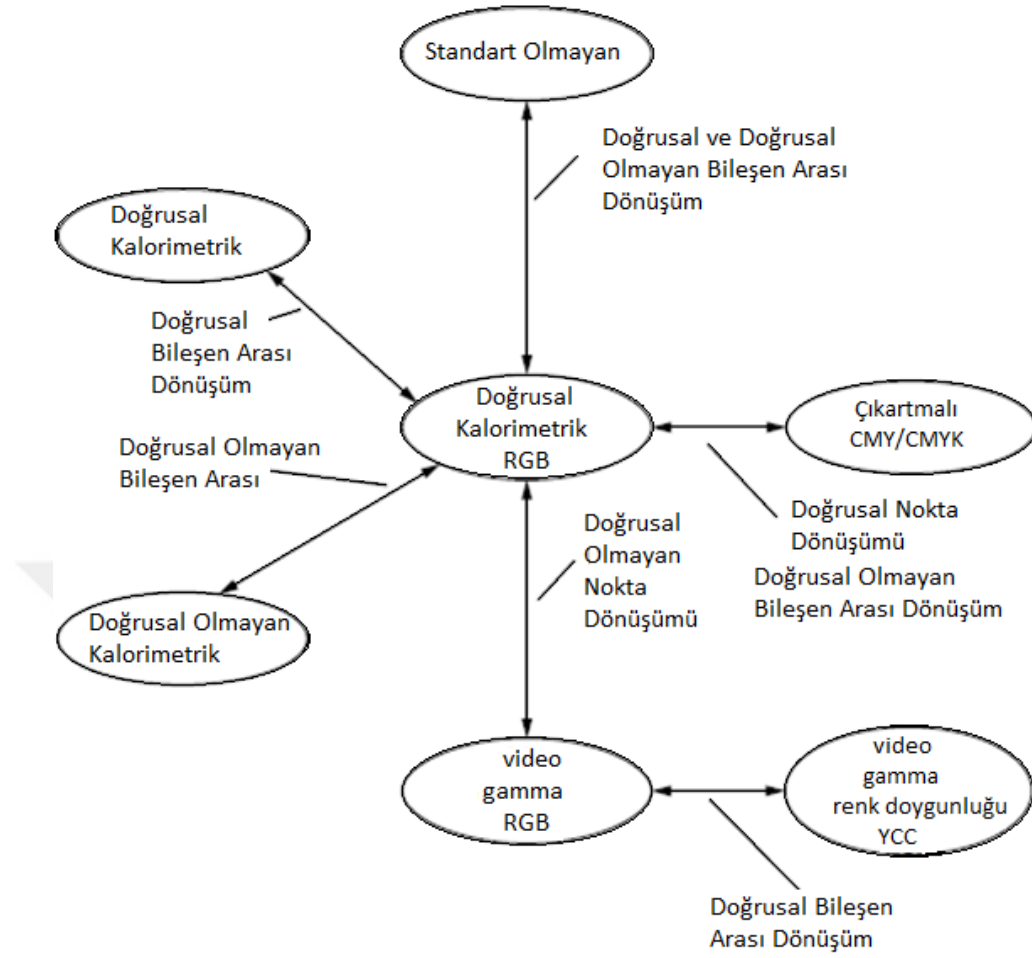 Standart Olmayan
Doğrusal ve Doğrusal
Olmayan Bileşen Arası
Dönüşüm
Doğrusal
Kalorimetrik
Doğrusal
Bileşen Arası
Dönüşüm
Doğrusal
Kalorimetrik
RGB
Çıkartmalı
CMY/CMYK
Doğrusal Olmayan
Bileşen Arası
Doğrusal Nokta
Dönüşümü
Doğrusal Olmayan
Bileşen Arası Dönüşüm
Doğrusal
Olmayan
Nokta
Dönüşümü
Doğrusal Olmayan
Kalorimetrik
video
gamma
RGB
video
gamma
renk doygunluğu
YCC
Doğrusal Bileşen
Arası Dönüşüm